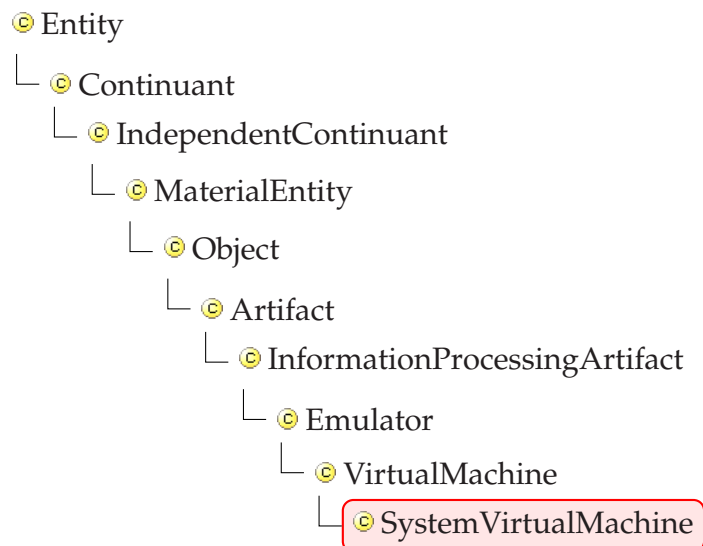 Entity
Continuant
IndependentContinuant
MaterialEntity
Object
Artifact
InformationProcessingArtifact
Emulator
VirtualMachine
SystemVirtualMachine